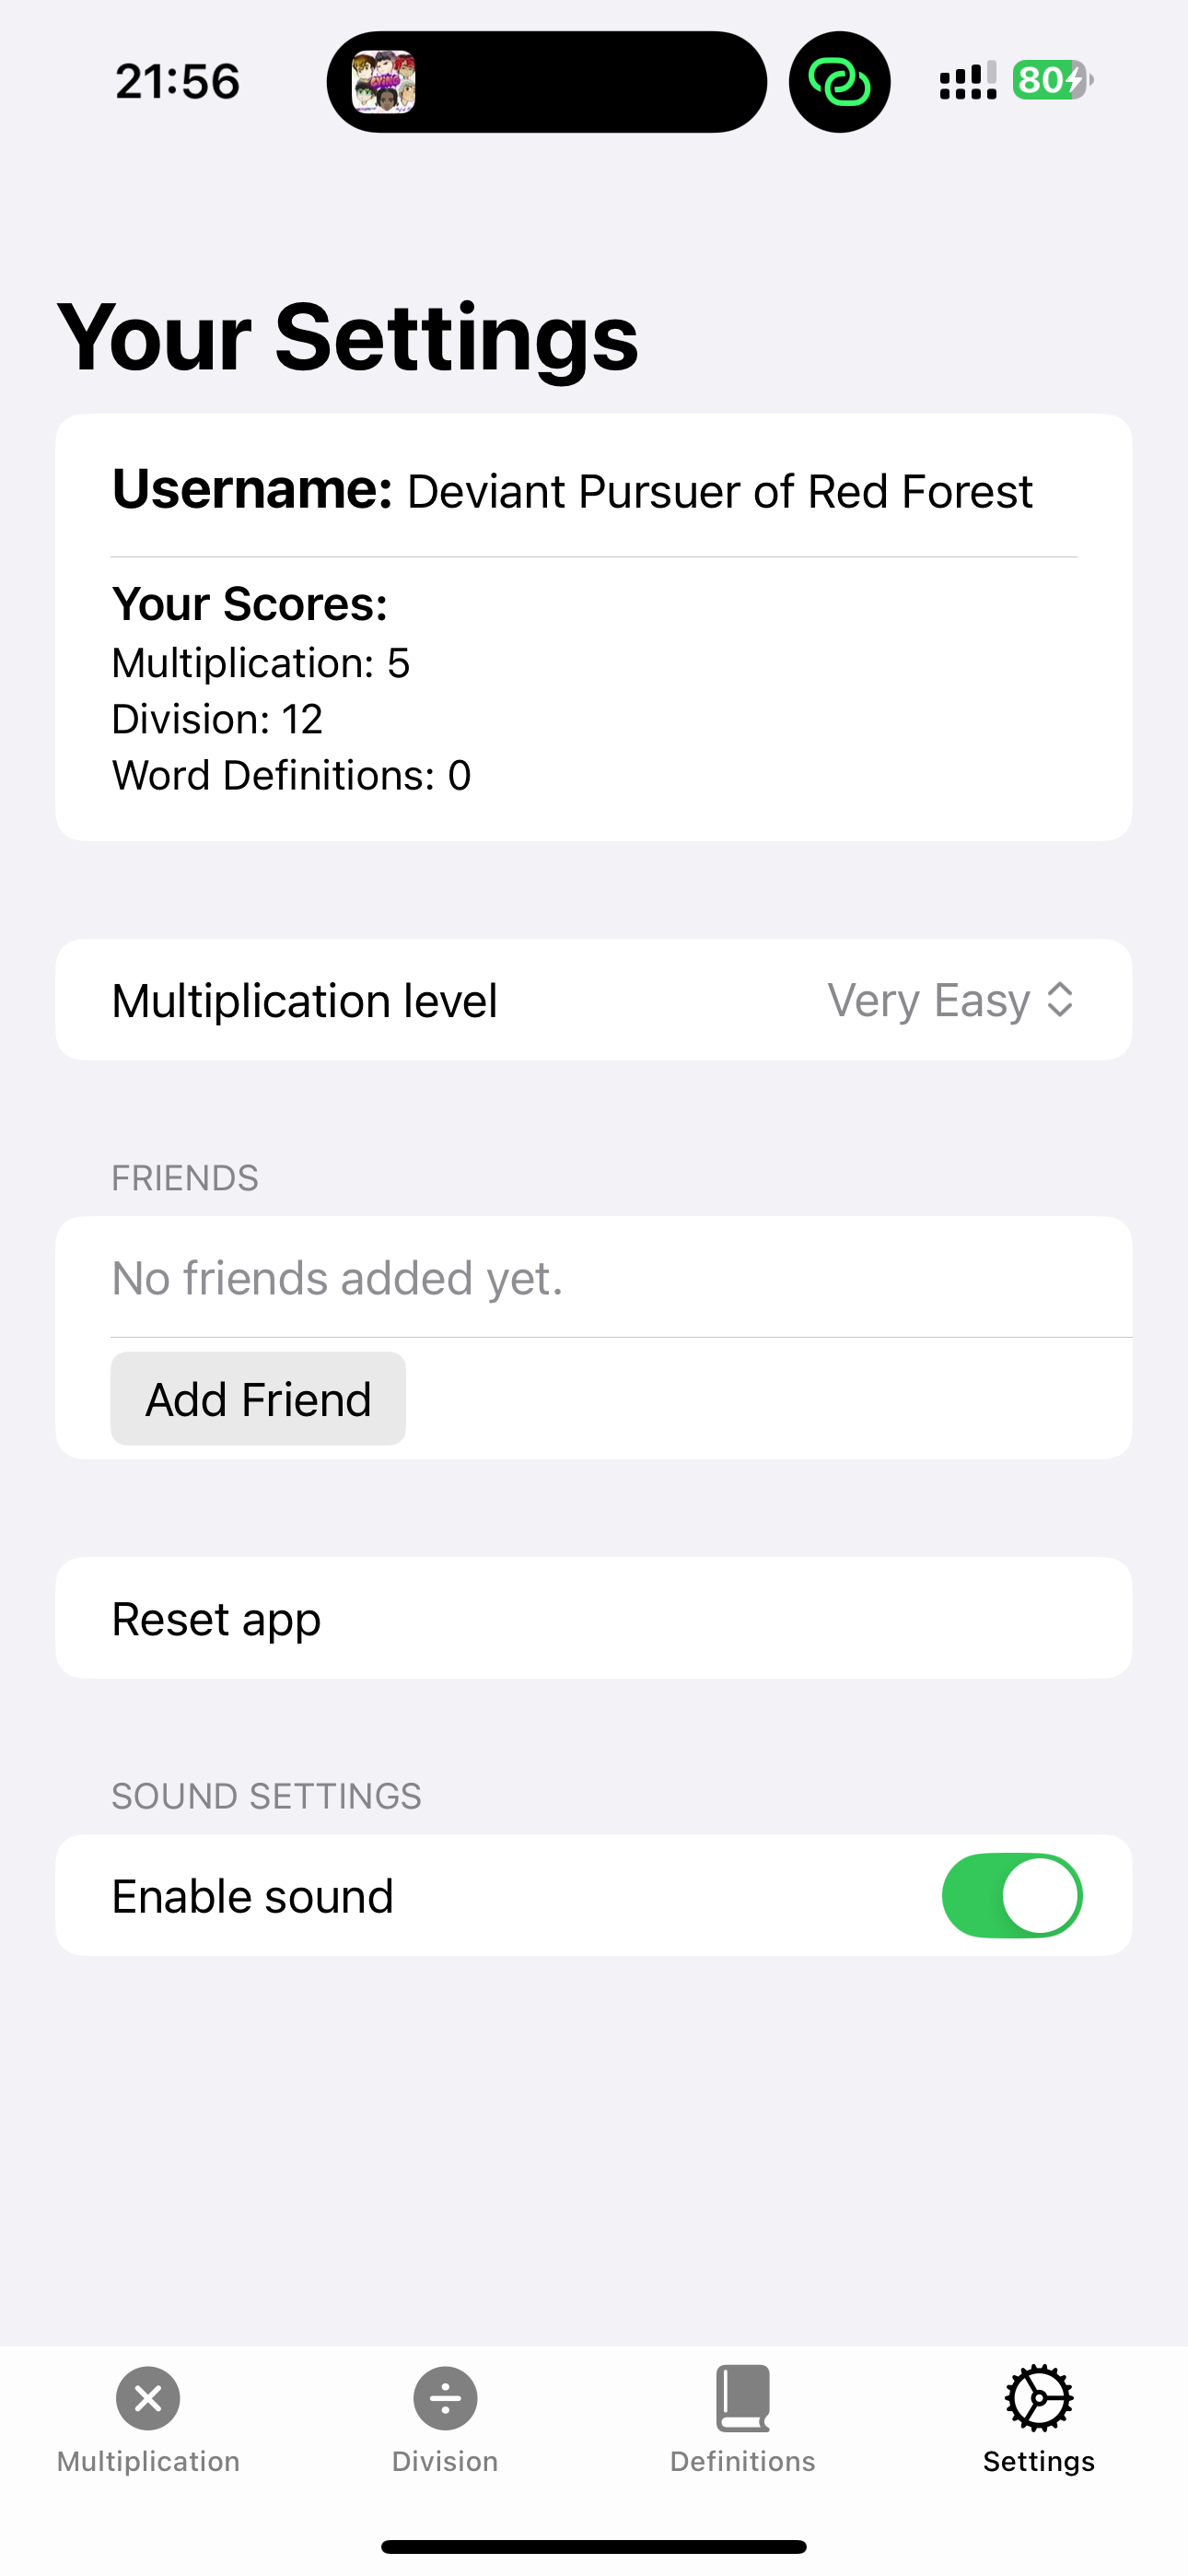 21:56
80
Your Settings
Username: Deviant Pursuer of Red Forest
Your Scores:
Multiplication: 5
Division: 12
Word Definitions: 0
Multiplication level
Very Easy
FRIENDS
No friends added yet.
Add Friend
Reset app
SOUND SETTINGS
Enable sound
Multiplication
Division
Definitions
Settings